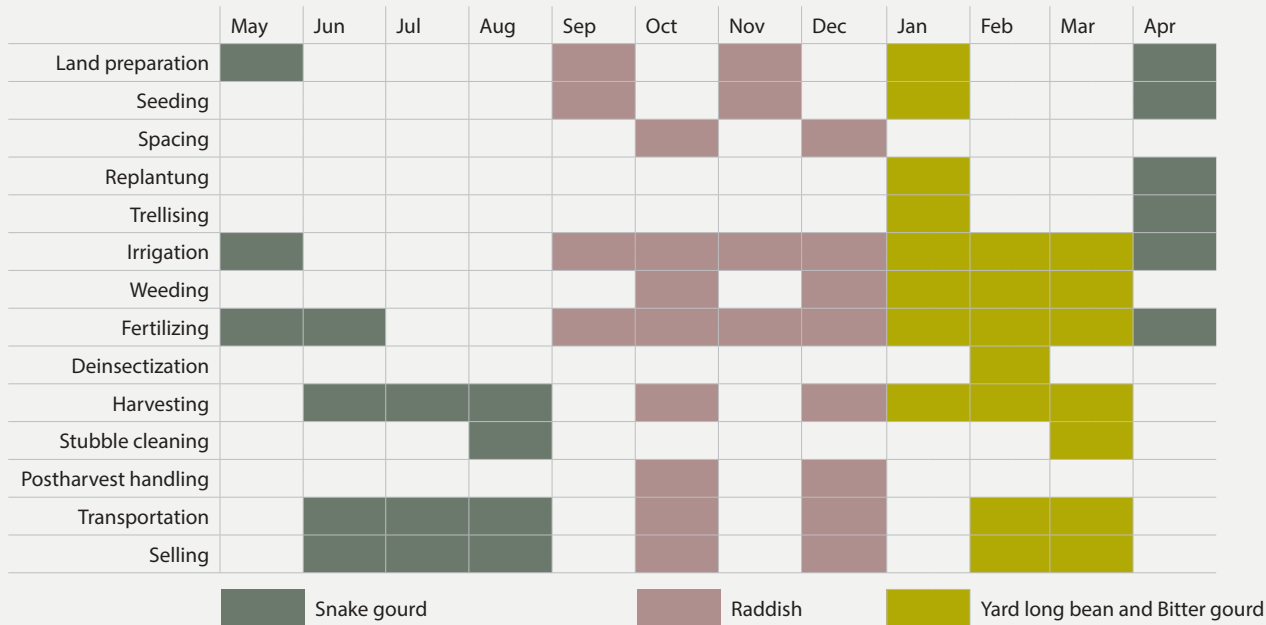 May Jun Jul Aug Sep Oct Nov Dec Jan Feb Mar Apr
Land preparation
Seeding
Spacing
Replantung
Trellising
Irrigation
Weeding
Fertilizing
Deinsectization
Harvesting
Stubble cleaning
Postharvest handling
Transportation
Selling
Snake gourd Raddish Yard long bean and Bitter gourd